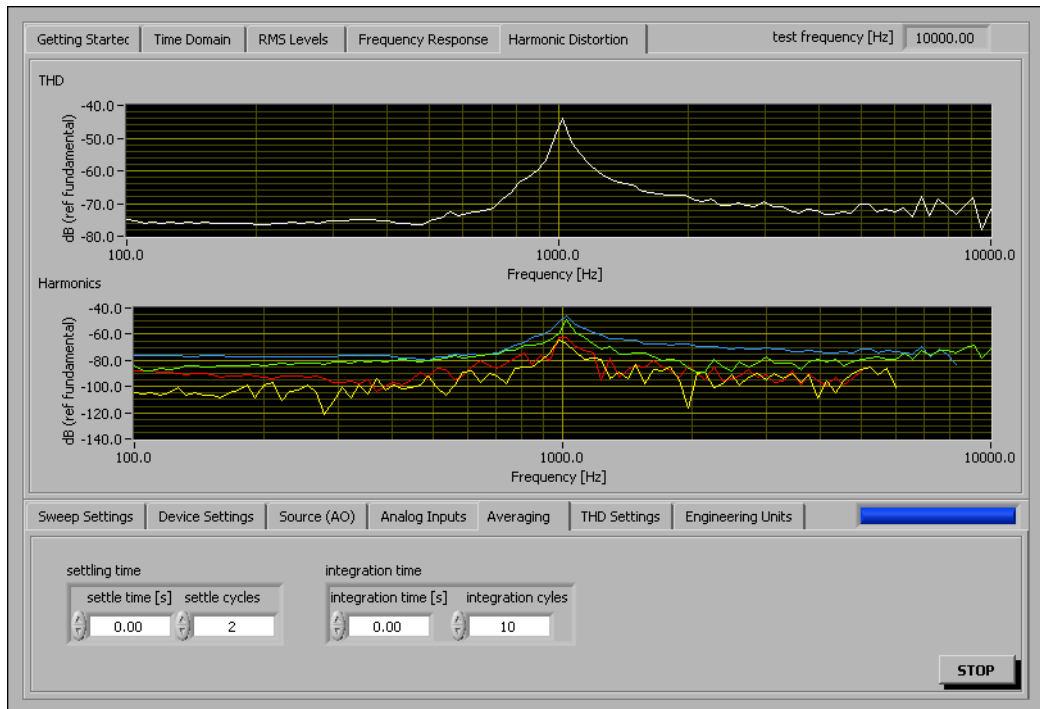 Getting Startec Time Domain RMS Levels Frequency Response Harmonic Distortion test frequency [Hz] 10000.00
THD
dB (ref fundamental)
-40.0
-50.0
-60.0
-70.0
-80.0
100.0 1000.0 10000.0
Frequency [Hz]
Harmonics
dB (ref fundamental)
-40.0
-60.0
-80.0
-100.0
-120.0
-140.0
100.0 1000.0 10000.0
Frequency [Hz]
Sweep Settings Device Settings Source (AO) Analog Inputs Averaging THD Settings Engineering Units
settling time integration time
settle time [s] settle cycles integration time [s] integration cyles
0.00 2 0.00 10
STOP